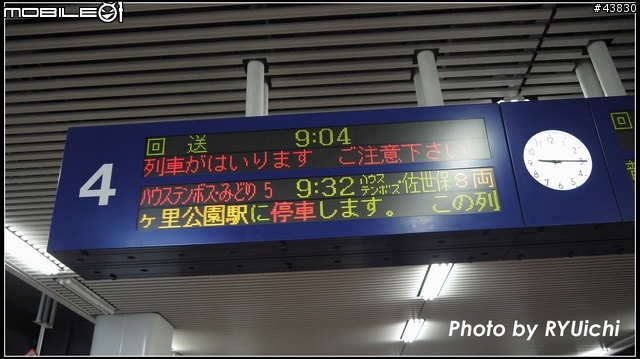 MOBILE01
#43830
4
回 送 9:04
列車がはいります ご注意下さい
ハウステンボス・みどり 5 9:32 ハウステンボス・佐世保 8両
ヶ里公園駅に停車します。 この列
回
Photo by RYUichi